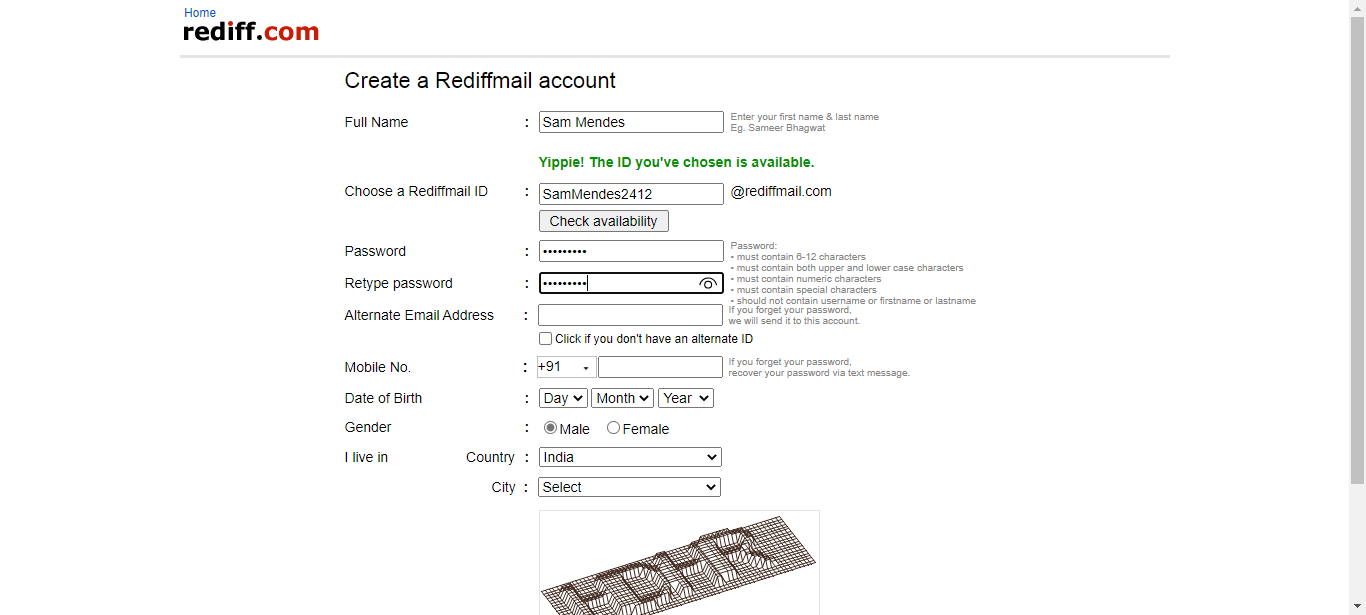 Home
rediff.com
Create a Rediffmail account
Full Name : Sam Mendes Enter your first name & last name
Eg. Sameer Bhagwat
Yippie! The ID you've chosen is available.
Choose a Rediffmail ID : SamMendes2412 @rediffmail.com
Check availability
Password : ••••••••• Password:
• must contain 6-12 characters
• must contain both upper and lower case characters
• must contain numeric characters
• must contain special characters
• should not contain username or firstname or lastname
Retype password : •••••••••
Alternate Email Address : If you forget your password,
we will send it to this account.
Click if you don't have an alternate ID
Mobile No. : +91 If you forget your password,
recover your password via text message.
Date of Birth : Day Month Year
Gender : Male Female
I live in Country : India
City : Select